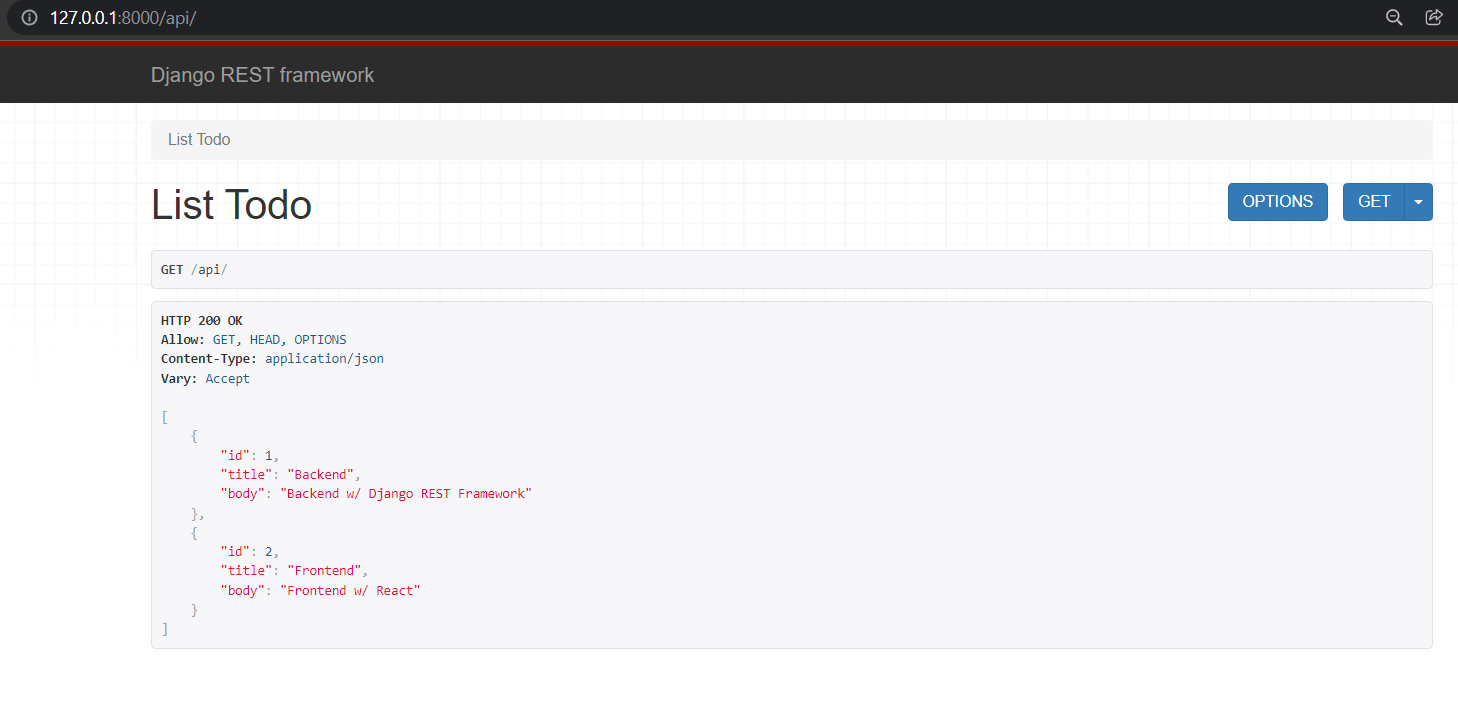 127.0.0.1:8000/api/
Django REST framework
List Todo
List Todo
OPTIONS
GET
GET /api/
HTTP 200 OK
Allow: GET, HEAD, OPTIONS
Content-Type: application/json
Vary: Accept
[
    {
        "id": 1,
        "title": "Backend",
        "body": "Backend w/ Django REST Framework"
    },
    {
        "id": 2,
        "title": "Frontend",
        "body": "Frontend w/ React"
    }
]